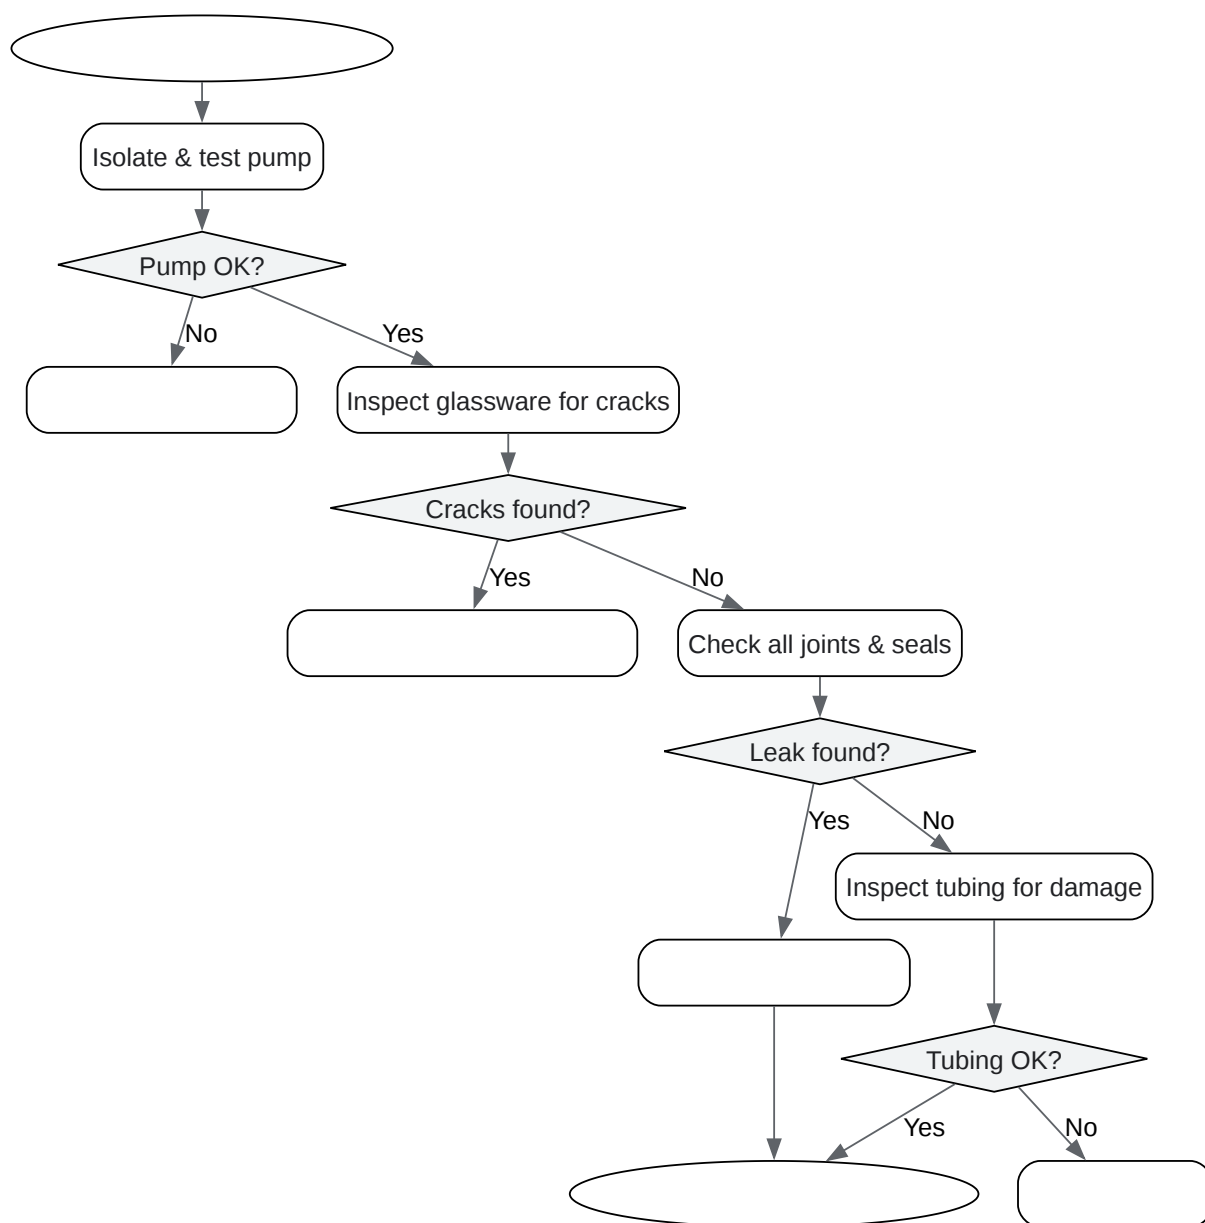 Isolate & test pump
Pump OK?
No
Yes
Inspect glassware for cracks
Cracks found?
Yes
No
Check all joints & seals
Leak found?
Yes
No
Inspect tubing for damage
Tubing OK?
Yes
No